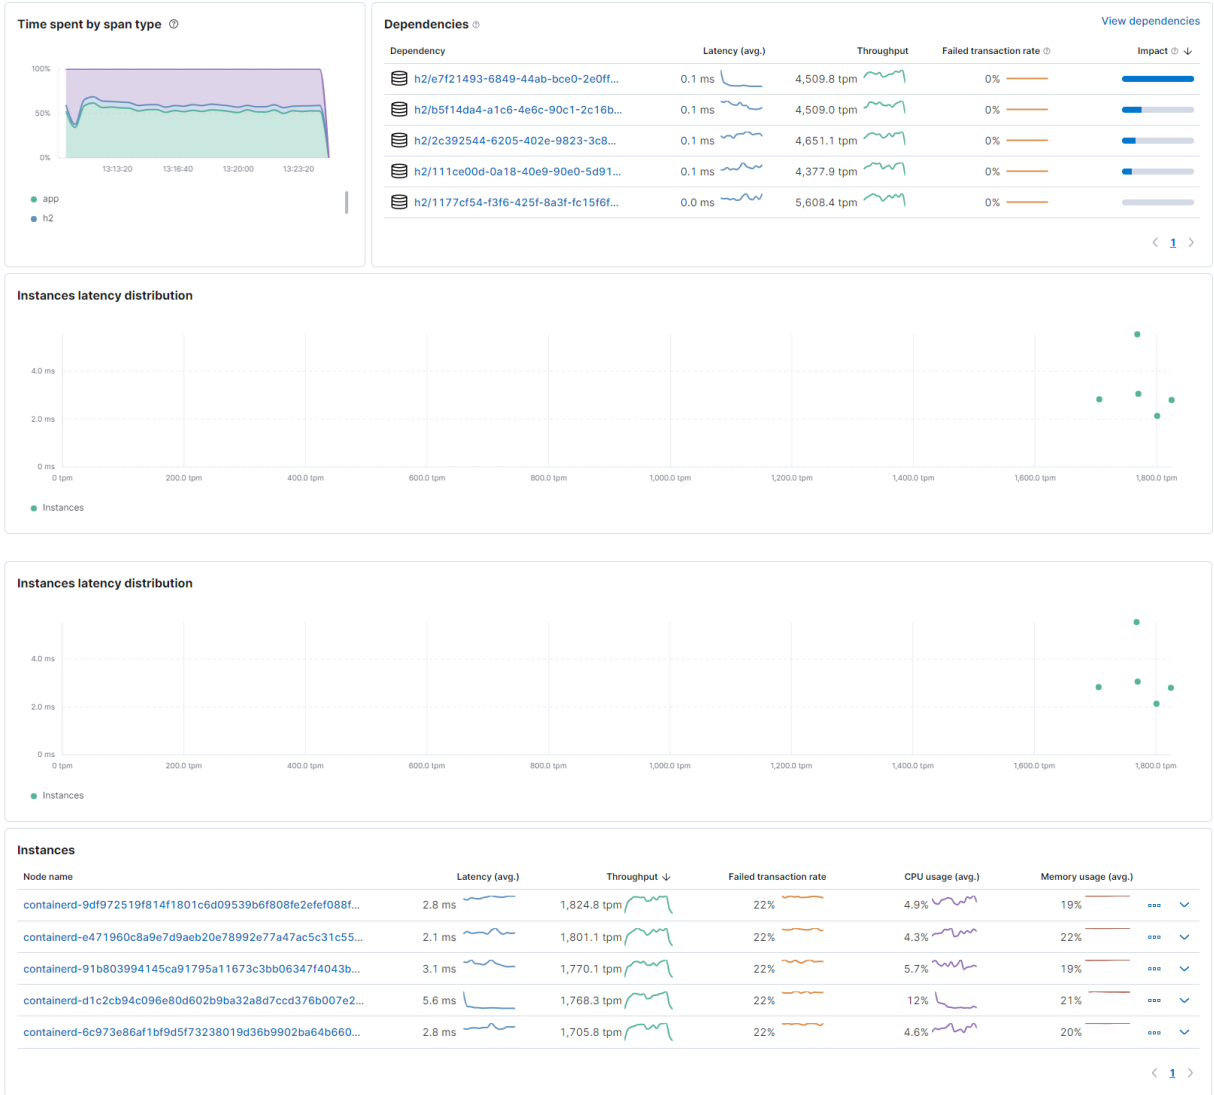 Time spent by span type
100%
50%
0%
13:13:20 13:16:40 13:20:00 13:23:20
app
h2
Dependencies
View dependencies
Dependency Latency (avg.) Throughput Failed transaction rate Impact
h2/e7f21493-6849-44ab-bce0-2e0ff... 0.1 ms 4,509.8 tpm 0%
h2/b5f14da4-a1c6-4e6c-90c1-2c16b... 0.1 ms 4,509.0 tpm 0%
h2/2c392544-6205-402e-9823-3c8... 0.1 ms 4,651.1 tpm 0%
h2/111ce00d-0a18-40e9-90e0-5d91... 0.1 ms 4,377.9 tpm 0%
h2/1177cf54-f3f6-425f-8a3f-fc15f6f... 0.0 ms 5,608.4 tpm 0%
1
Instances latency distribution
4.0 ms
2.0 ms
0 ms
0 tpm 200.0 tpm 400.0 tpm 600.0 tpm 800.0 tpm 1,000.0 tpm 1,200.0 tpm 1,400.0 tpm 1,600.0 tpm 1,800.0 tpm
Instances
Instances latency distribution
4.0 ms
2.0 ms
0 ms
0 tpm 200.0 tpm 400.0 tpm 600.0 tpm 800.0 tpm 1,000.0 tpm 1,200.0 tpm 1,400.0 tpm 1,600.0 tpm 1,800.0 tpm
Instances
Instances
Node name Latency (avg.) Throughput Failed transaction rate CPU usage (avg.) Memory usage (avg.)
containerd-9df972519f814f1801c6d09539b6f808fe2efef088f... 2.8 ms 1,824.8 tpm 22% 4.9% 19%
containerd-e471960c8a9e7d9aeb20e78992e77a47ac5c31c55... 2.1 ms 1,801.1 tpm 22% 4.3% 22%
containerd-91b803994145ca91795a11673c3bb06347f4043b... 3.1 ms 1,770.1 tpm 22% 5.7% 19%
containerd-d1c2cb94c096e80d602b9ba32a8d7ccd376b007e2... 5.6 ms 1,768.3 tpm 22% 12% 21%
containerd-6c973e86af1bf9d5f73238019d36b9902ba64b660... 2.8 ms 1,705.8 tpm 22% 4.6% 20%
1